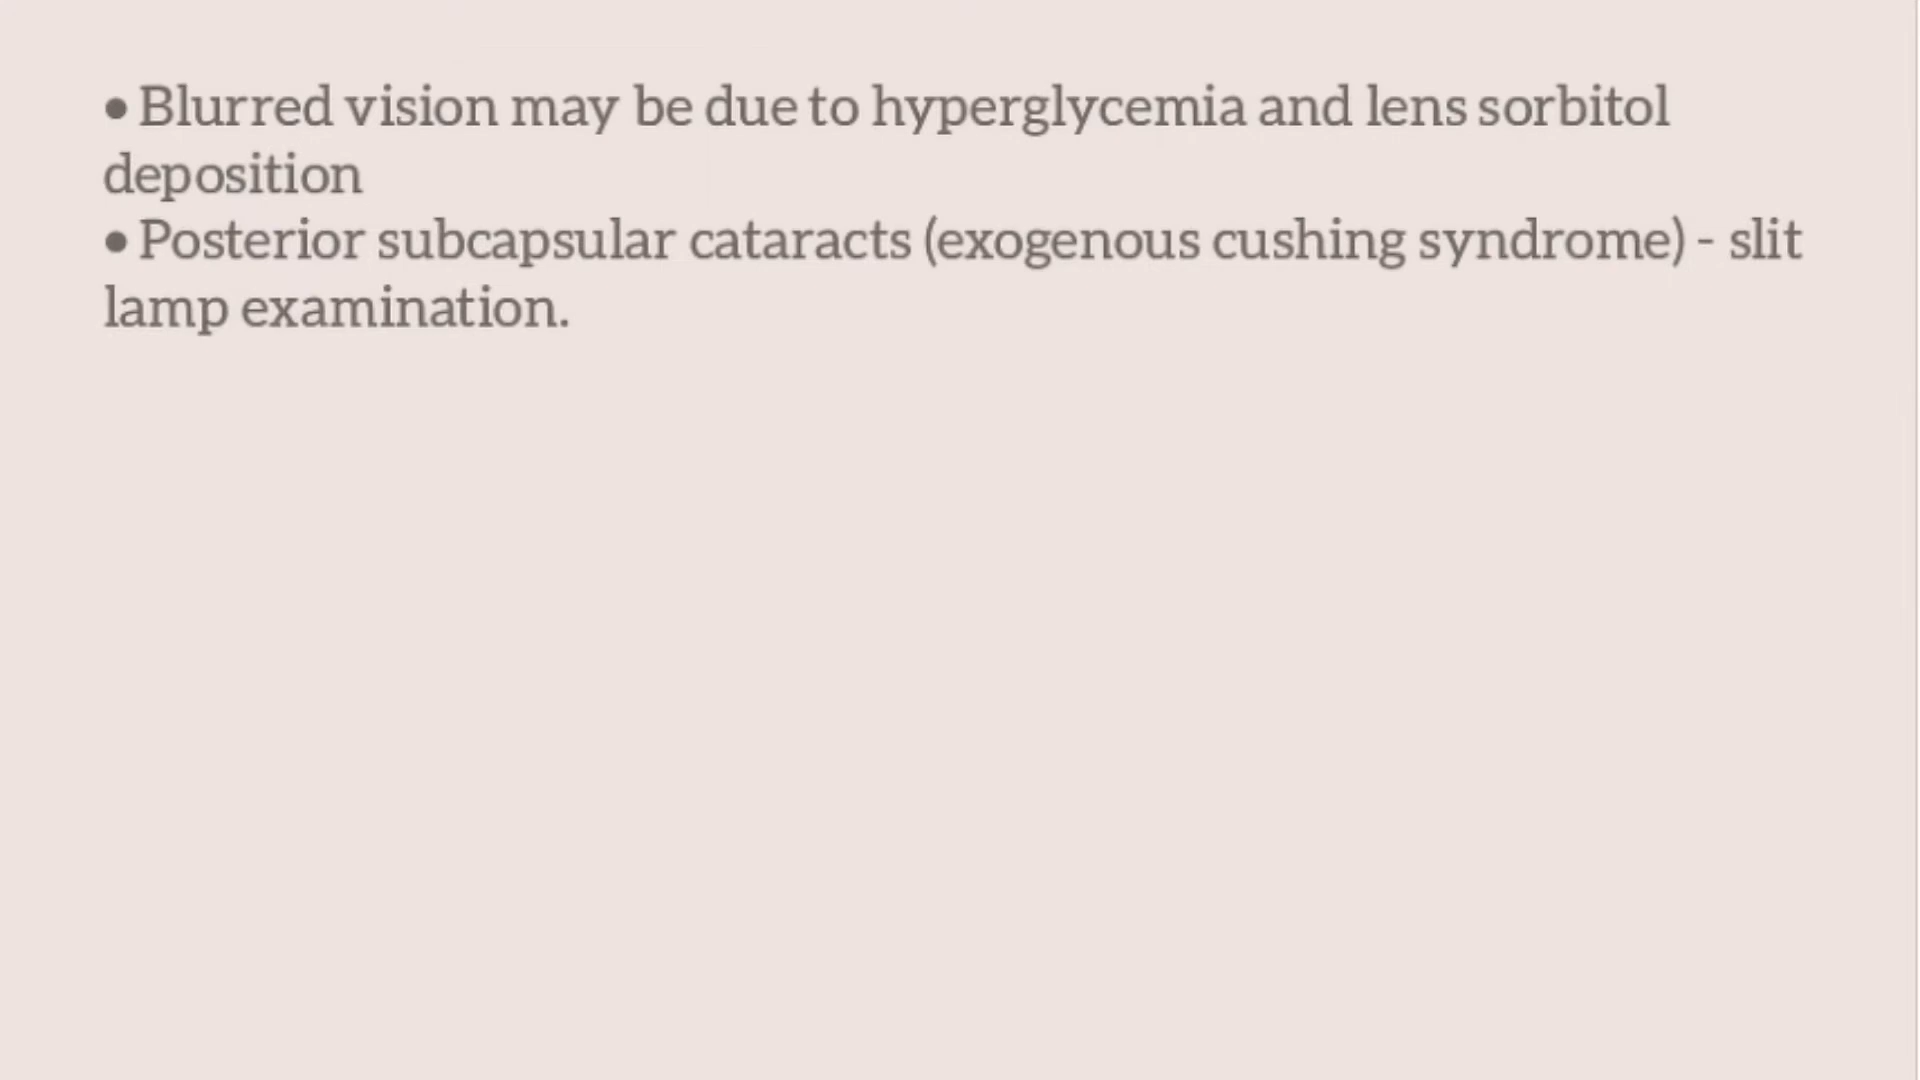 • Blurred vision may be due to hyperglycemia and lens sorbitol
deposition
• Posterior subcapsular cataracts (exogenous cushing syndrome) - slit
lamp examination.